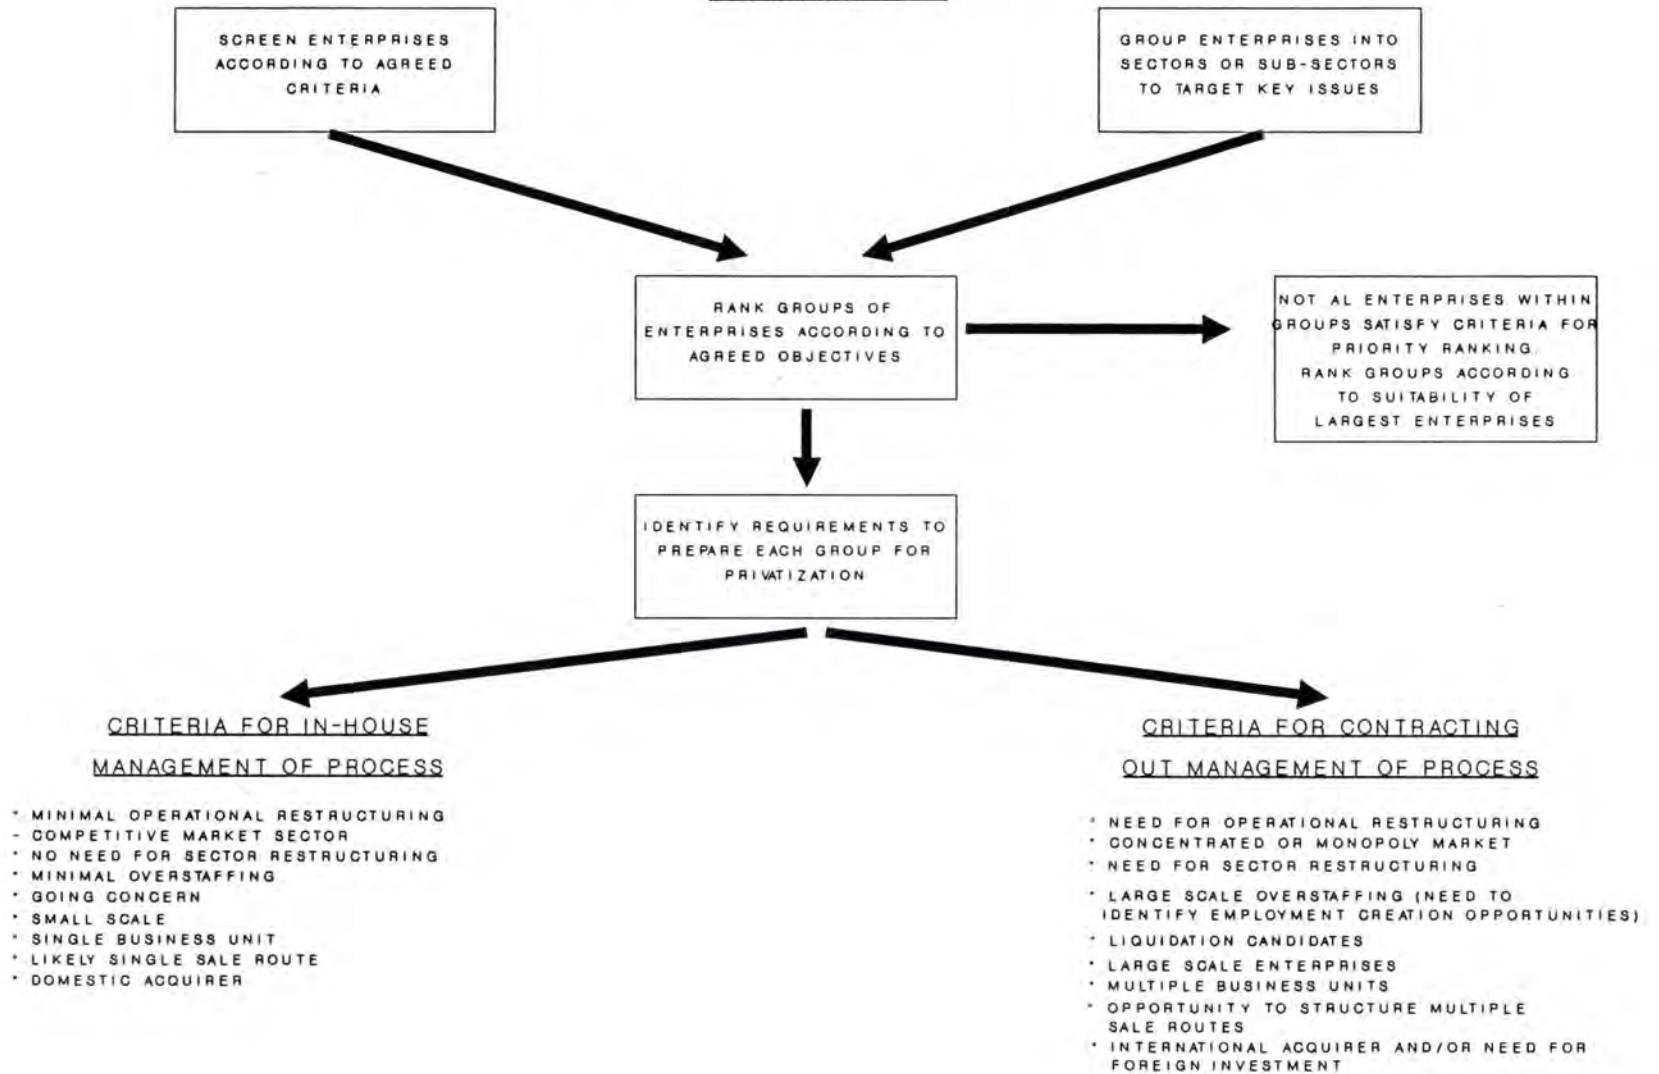 SCREEN ENTERPRISES
ACCORDING TO AGREED
CRITERIA
GROUP ENTERPRISES INTO
SECTORS OR SUB-SECTORS
TO TARGET KEY ISSUES
RANK GROUPS OF
ENTERPRISES ACCORDING TO
AGREED OBJECTIVES
NOT AL ENTERPRISES WITHIN
GROUPS SATISFY CRITERIA FOR
PRIORITY RANKING.
RANK GROUPS ACCORDING
TO SUITABILITY OF
LARGEST ENTERPRISES
IDENTIFY REQUIREMENTS TO
PREPARE EACH GROUP FOR
PRIVATIZATION
CRITERIA FOR IN-HOUSE
MANAGEMENT OF PROCESS
* MINIMAL OPERATIONAL RESTRUCTURING
- COMPETITIVE MARKET SECTOR
* NO NEED FOR SECTOR RESTRUCTURING
* MINIMAL OVERSTAFFING
* GOING CONCERN
* SMALL SCALE
* SINGLE BUSINESS UNIT
* LIKELY SINGLE SALE ROUTE
* DOMESTIC ACQUIRER
CRITERIA FOR CONTRACTING
OUT MANAGEMENT OF PROCESS
* NEED FOR OPERATIONAL RESTRUCTURING
* CONCENTRATED OR MONOPOLY MARKET
* NEED FOR SECTOR RESTRUCTURING
* LARGE SCALE OVERSTAFFING (NEED TO
IDENTIFY EMPLOYMENT CREATION OPPORTUNITIES)
* LIQUIDATION CANDIDATES
* LARGE SCALE ENTERPRISES
* MULTIPLE BUSINESS UNITS
* OPPORTUNITY TO STRUCTURE MULTIPLE
SALE ROUTES
* INTERNATIONAL ACQUIRER AND/OR NEED FOR
FOREIGN INVESTMENT